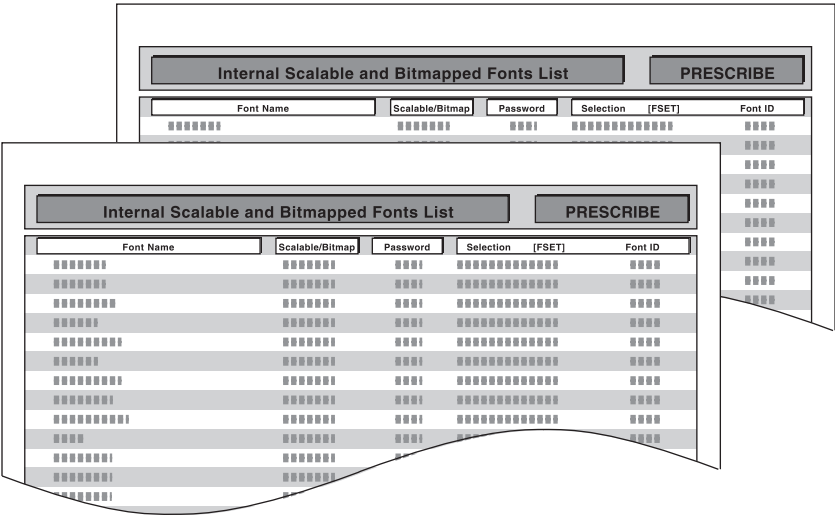 Internal Scalable and Bitmapped Fonts List PRESCRIBE
Font Name Scalable/Bitmap Password Selection [FSET] Font ID
Internal Scalable and Bitmapped Fonts List PRESCRIBE
Font Name Scalable/Bitmap Password Selection [FSET] Font ID